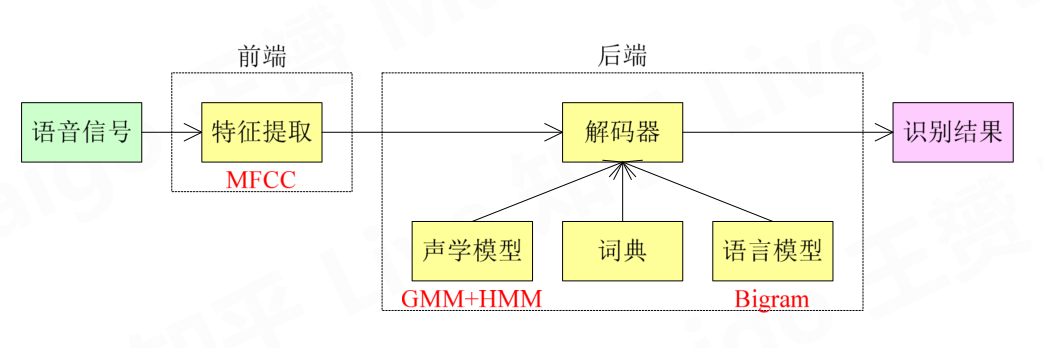 前端
后端
语音信号
特征提取
解码器
识别结果
MFCC
声学模型
词典
语言模型
GMM+HMM
Bigram